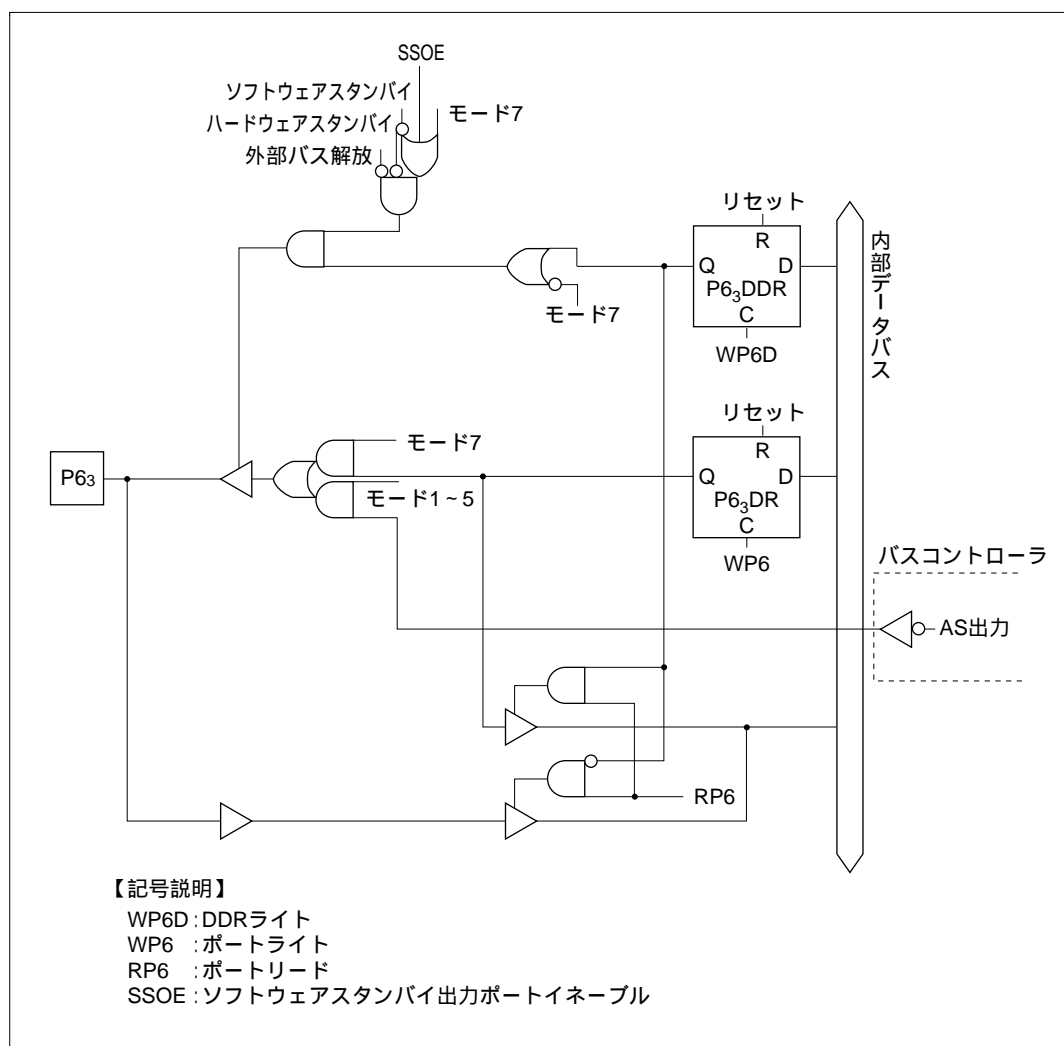 SSOE
ソフトウェアスタンバイ
モード7
ハードウェアスタンバイ
外部バス解放
リセット
R
Q D
P6₃DDR
C
モード7
WP6D
内部データバス
リセット
モード7
R
P6₃
Q D
モード1~5
P6₃DR
C
WP6
バスコントローラ
AS出力
RP6
【記号説明】
WP6D : DDRライト
WP6 : ポートライト
RP6 : ポートリード
SSOE : ソフトウェアスタンバイ出力ポートイネーブル